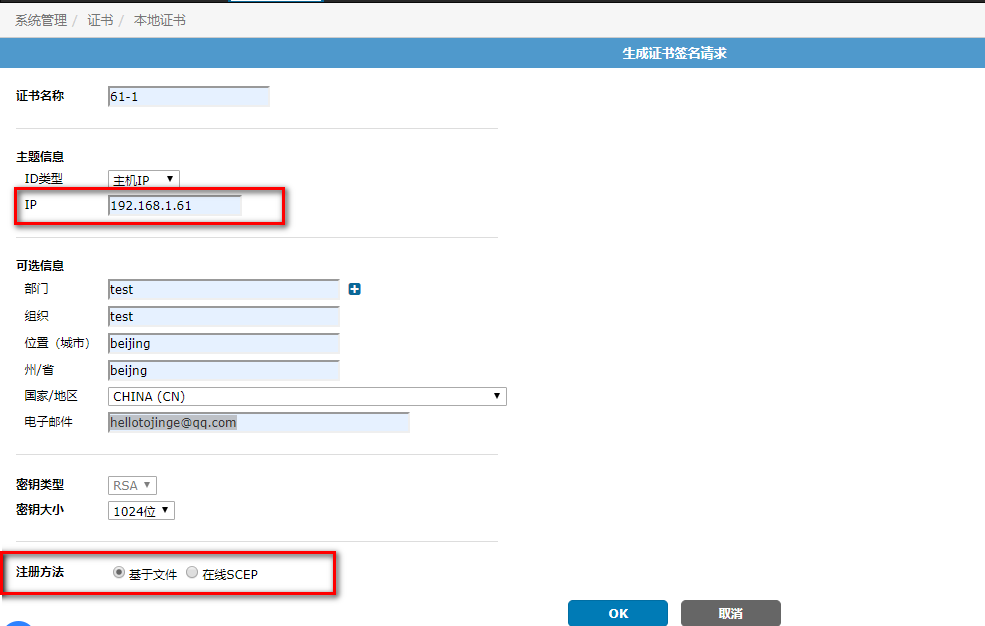 系统管理 / 证书 / 本地证书
生成证书签名请求
证书名称 61-1
主题信息
ID类型 主机IP
IP 192.168.1.61
可选信息
部门 test
组织 test
位置（城市） beijing
州/省 beijng
国家/地区 CHINA (CN)
电子邮件 hellotojinge@qq.com
密钥类型 RSA
密钥大小 1024位
注册方法 基于文件 在线SCEP
OK 取消